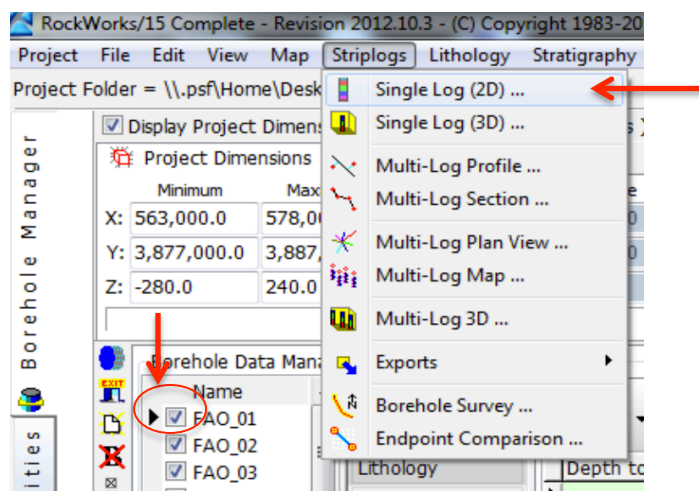 RockWorks/15 Complete - Revision 2012.10.3 - (C) Copyright 1983-20
Project File Edit View Map Striplogs Lithology Stratigraphy
Project Folder = \\.psf\Home\Desk
Single Log (2D) ...
Display Project Dimens
Single Log (3D) ...
Project Dimensions
Multi-Log Profile ...
Minimum Max
X: 563,000.0 578,00
Multi-Log Section ...
Y: 3,877,000.0 3,887,
Multi-Log Plan View ...
Z: -280.0 240.0
Multi-Log Map ...
Multi-Log 3D ...
Borehole Manager
Borehole Data Mana
Exports
EXIT
Name
FAO_01
Borehole Survey ...
FAO_02
Endpoint Comparison ...
FAO_03
Lithology
Depth to
ities